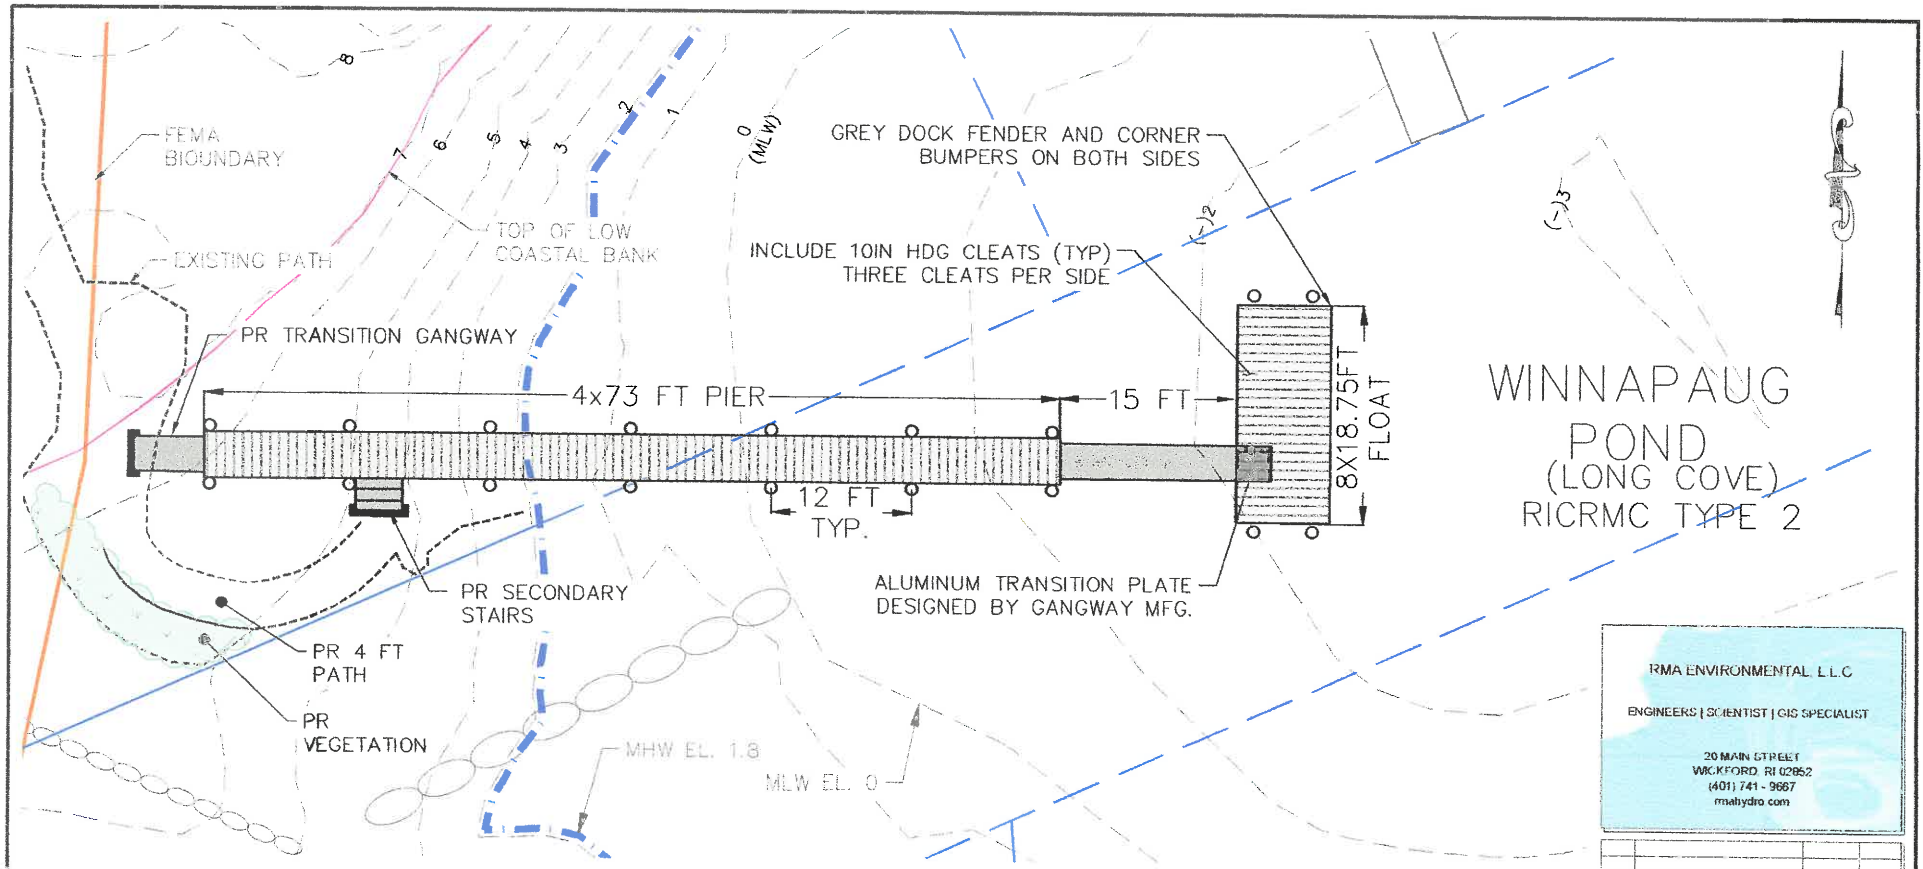 8
FEMA
BIOUNDARY
7
6
5
4
3
2
1
0
(MLW)
GREY DOCK FENDER AND CORNER
BUMPERS ON BOTH SIDES
(-)2
(-)3
TOP OF LOW
COASTAL BANK
EXISTING PATH
INCLUDE 10IN HDG CLEATS (TYP)
THREE CLEATS PER SIDE
PR TRANSITION GANGWAY
4x73 FT PIER
15 FT
8X18.75FT
FLOAT
WINNAPAUG
POND
(LONG COVE)
RICRMC TYPE 2
12 FT
TYP.
PR SECONDARY
STAIRS
ALUMINUM TRANSITION PLATE
DESIGNED BY GANGWAY MFG.
PR 4 FT
PATH
PR
VEGETATION
MHW EL. 1.8
MLW EL. 0
RMA ENVIRONMENTAL, L.L.C
ENGINEERS | SCIENTIST | GIS SPECIALIST
20 MAIN STREET
WICKFORD, RI 02852
(401) 741 - 9667
rmahydro.com